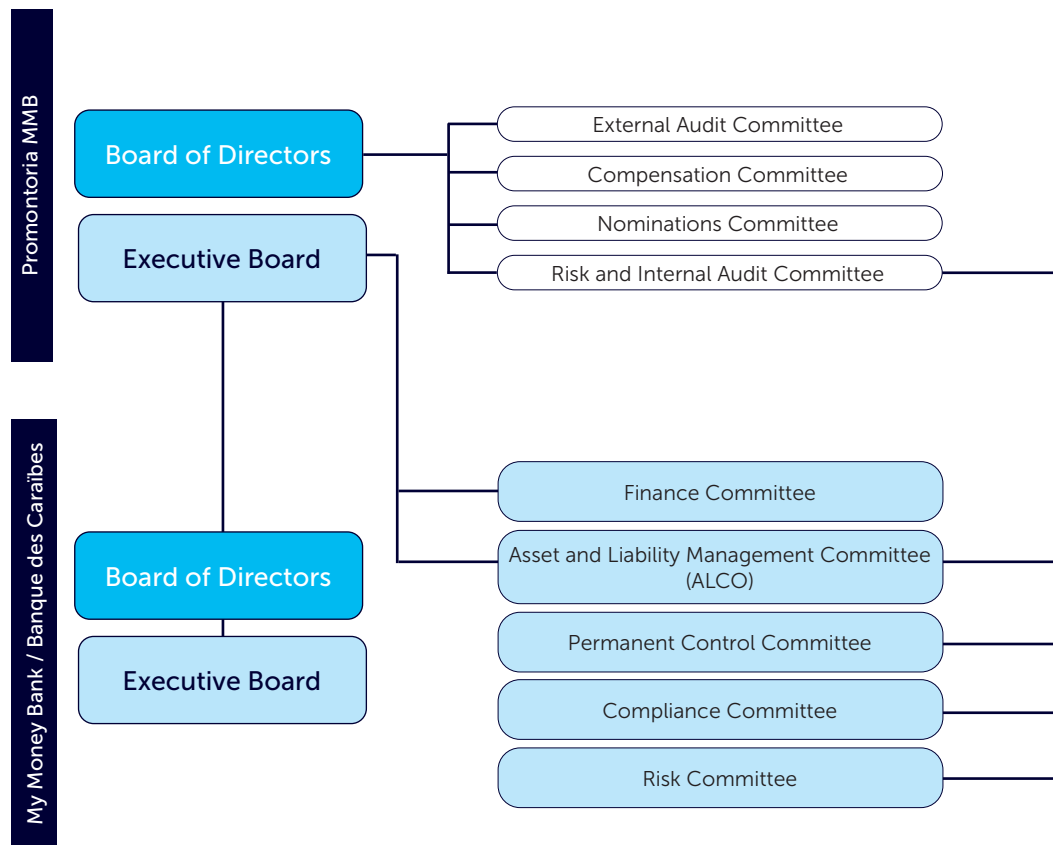 Promontoria MMB
Board of Directors
Executive Board
External Audit Committee
Compensation Committee
Nominations Committee
Risk and Internal Audit Committee
My Money Bank / Banque des Caraïbes
Board of Directors
Executive Board
Finance Committee
Asset and Liability Management Committee
(ALCO)
Permanent Control Committee
Compliance Committee
Risk Committee